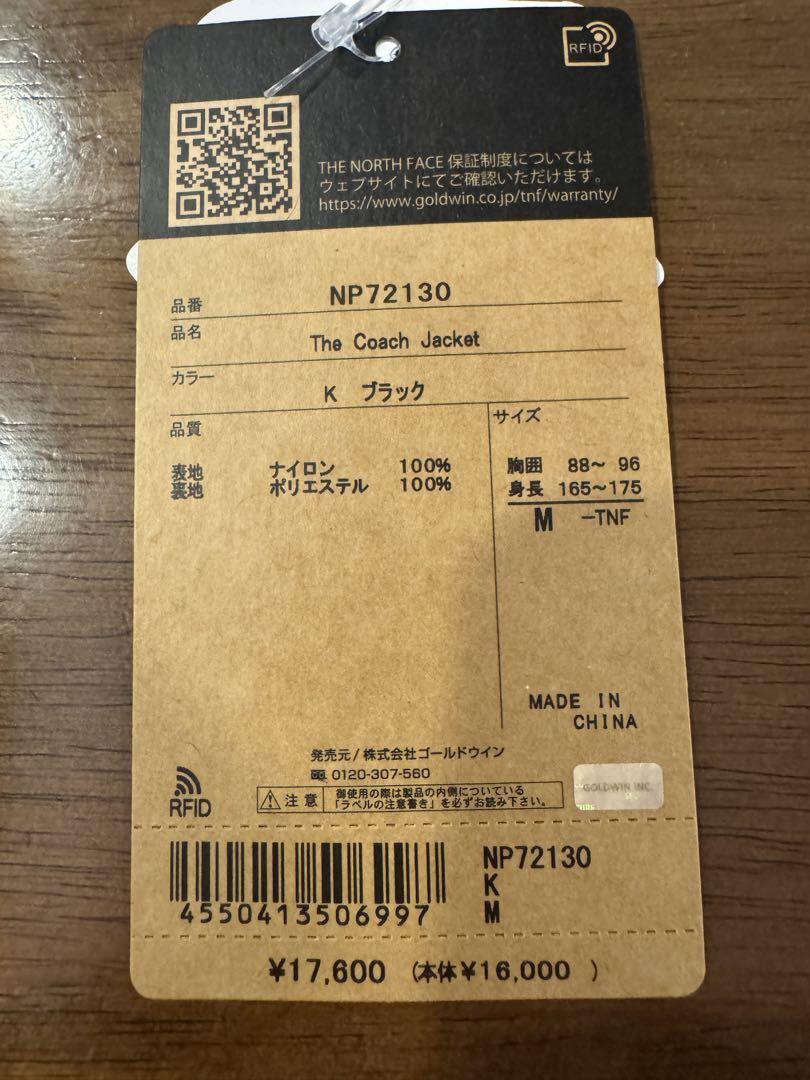 RFID
THE NORTH FACE 保証制度については
ウェブサイトにてご確認いただけます。
https://www.goldwin.co.jp/tnf/warranty/
品番 NP72130
品名 The Coach Jacket
カラー K ブラック
品質
表地 ナイロン 100%
裏地 ポリエステル 100%
サイズ
胸囲 88~ 96
身長 165~175
M -TNF
MADE IN
CHINA
発売元/株式会社ゴールドウイン
0120-307-560
RFID
注意
御使用の際は製品の内側についている
「ラベルの注意書き」を必ずお読み下さい。
GOLDWIN INC.
4550413506997
NP72130
K
M
¥17,600 (本体¥16,000 )